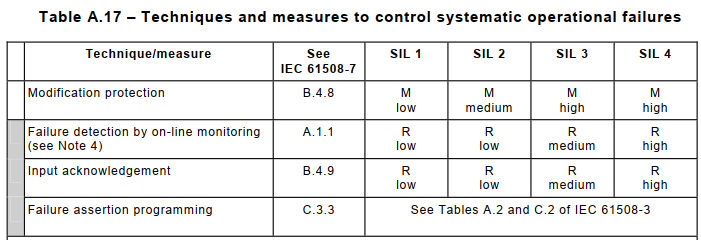 Table A.17 – Techniques and measures to control systematic operational failures
Technique/measure See IEC 61508-7 SIL 1 SIL 2 SIL 3 SIL 4
Modification protection B.4.8 M low M medium M high M high
Failure detection by on-line monitoring (see Note 4) A.1.1 R low R low R medium R high
Input acknowledgement B.4.9 R low R low R medium R high
Failure assertion programming C.3.3 See Tables A.2 and C.2 of IEC 61508-3